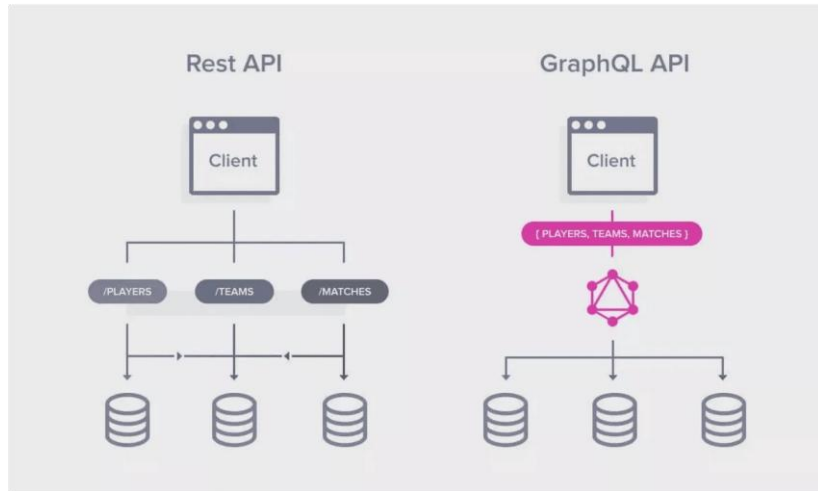 Rest API
GraphQL API
Client
Client
{ PLAYERS, TEAMS, MATCHES }
/PLAYERS
/TEAMS
/MATCHES